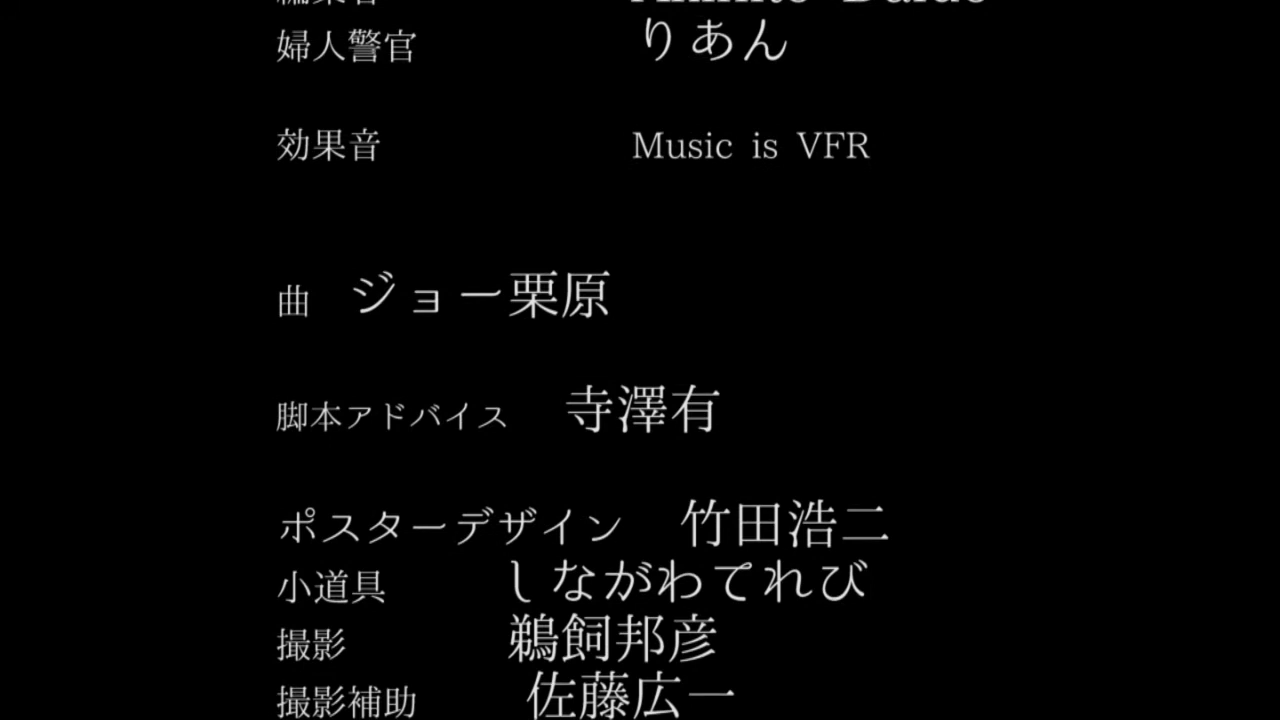 婦人警官 りあん
効果音 Music is VFR
曲 ジョー栗原
脚本アドバイス 寺澤有
ポスターデザイン 竹田浩二
小道具 しながわてれび
撮影 鵜飼邦彦
撮影補助 佐藤広一